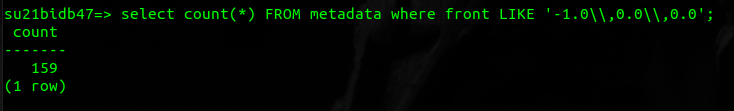 su21bidb47=> select count(*) FROM metadata where front LIKE '-1.0\\,0.0\\,0.0';
count
-------
159
(1 row)